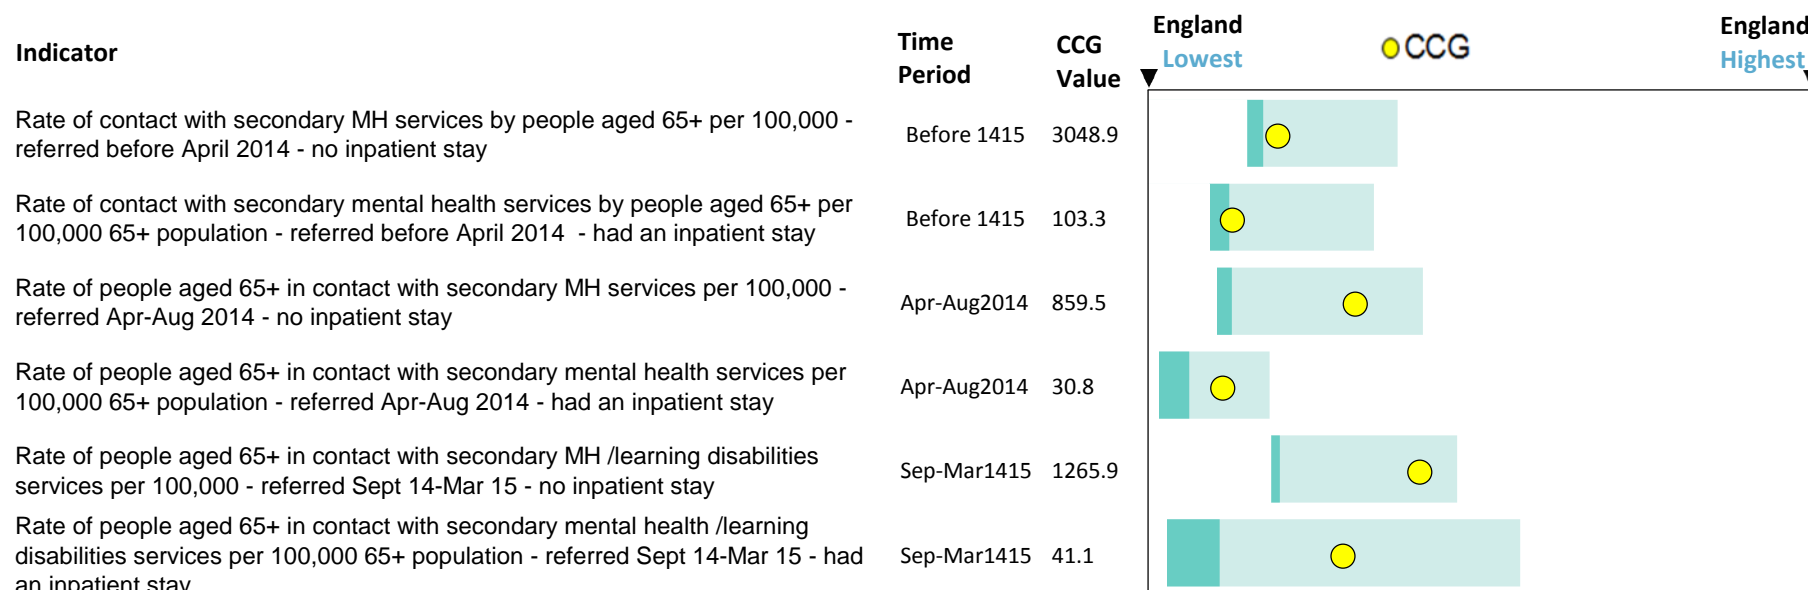 Indicator
Time Period
CCG Value
England Lowest
CCG
England Highest
Rate of contact with secondary MH services by people aged 65+ per 100,000 -
referred before April 2014 - no inpatient stay
Before 1415 3048.9
Rate of contact with secondary mental health services by people aged 65+ per
100,000 65+ population - referred before April 2014 - had an inpatient stay
Before 1415 103.3
Rate of people aged 65+ in contact with secondary MH services per 100,000 -
referred Apr-Aug 2014 - no inpatient stay
Apr-Aug2014 859.5
Rate of people aged 65+ in contact with secondary mental health services per
100,000 65+ population - referred Apr-Aug 2014 - had an inpatient stay
Apr-Aug2014 30.8
Rate of people aged 65+ in contact with secondary MH /learning disabilities
services per 100,000 - referred Sept 14-Mar 15 - no inpatient stay
Sep-Mar1415 1265.9
Rate of people aged 65+ in contact with secondary mental health /learning
disabilities services per 100,000 65+ population - referred Sept 14-Mar 15 - had
an inpatient stay
Sep-Mar1415 41.1